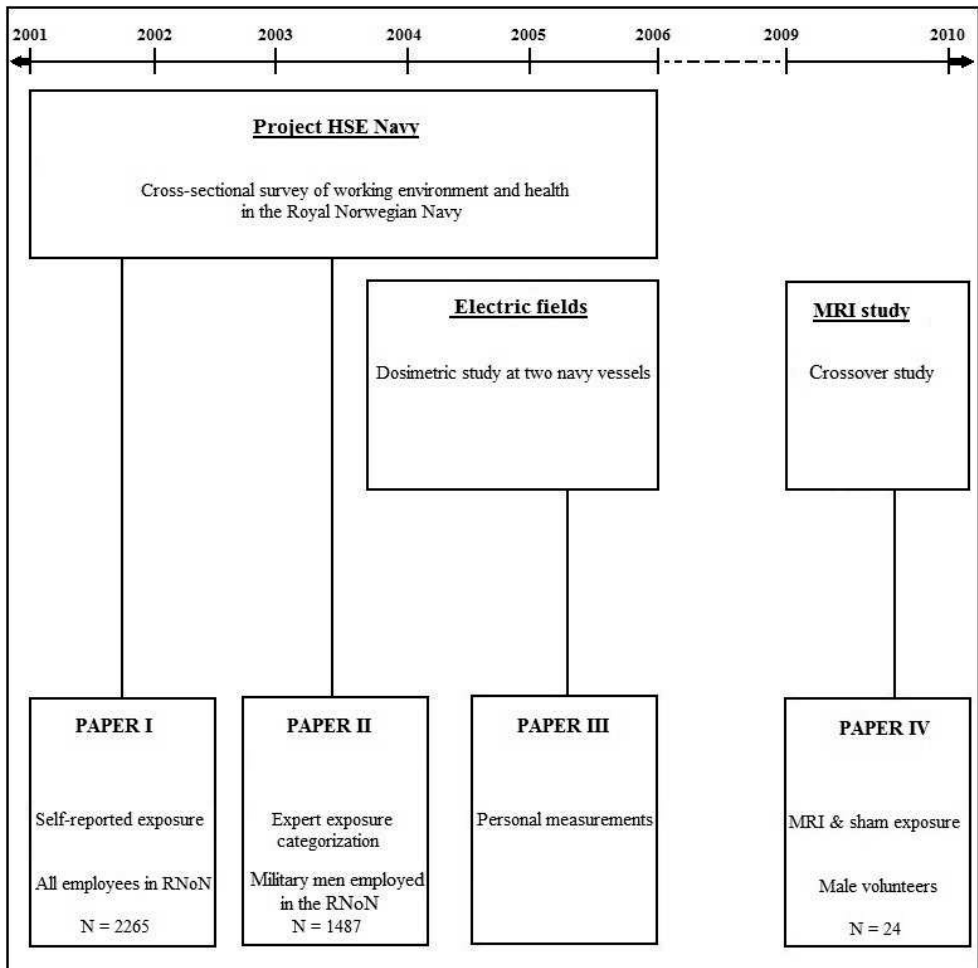 2001 2002 2003 2004 2005 2006 2009 2010
Project HSE Navy
Cross-sectional survey of working environment and health
in the Royal Norwegian Navy
Electric fields
Dosimetric study at two navy vessels
MRI study
Crossover study
PAPER I
Self-reported exposure
All employees in RNoN
N = 2265
PAPER II
Expert exposure
categorization
Military men employed
in the RNoN
N = 1487
PAPER III
Personal measurements
PAPER IV
MRI & sham exposure
Male volunteers
N = 24